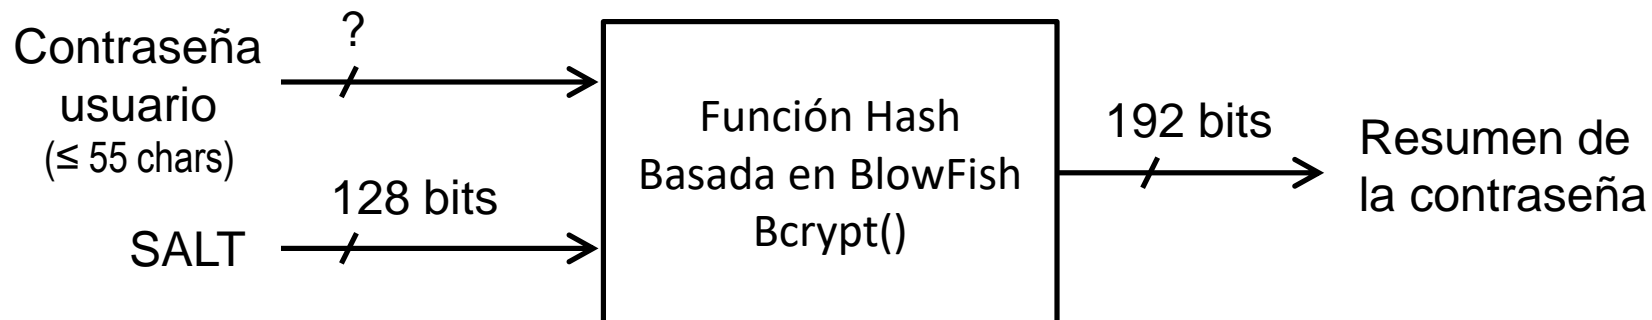 Contraseña
usuario
(≤ 55 chars)
?
128 bits
SALT
Función Hash
Basada en BlowFish
Bcrypt()
192 bits
Resumen de
la contraseña